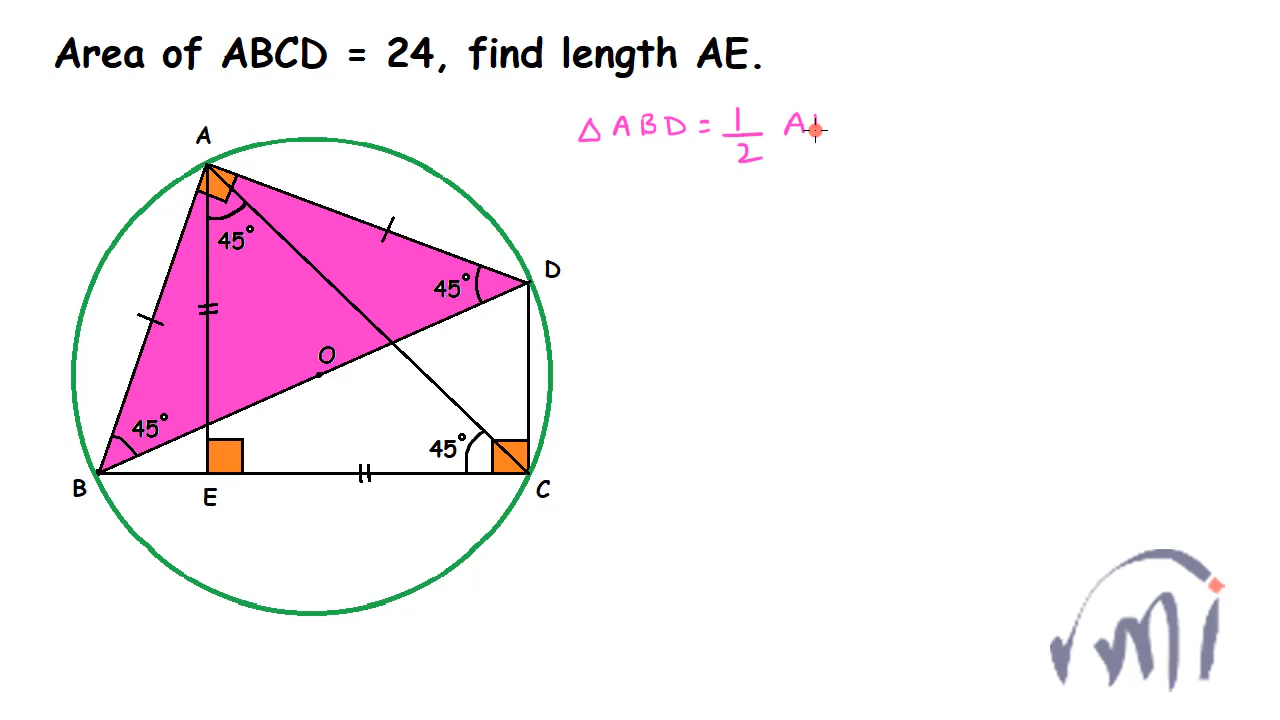 Area of ABCD = 24, find length AE.
△ ABD = 1/2 A
A
45°
D
45°
O
45°
45°
B
E
C